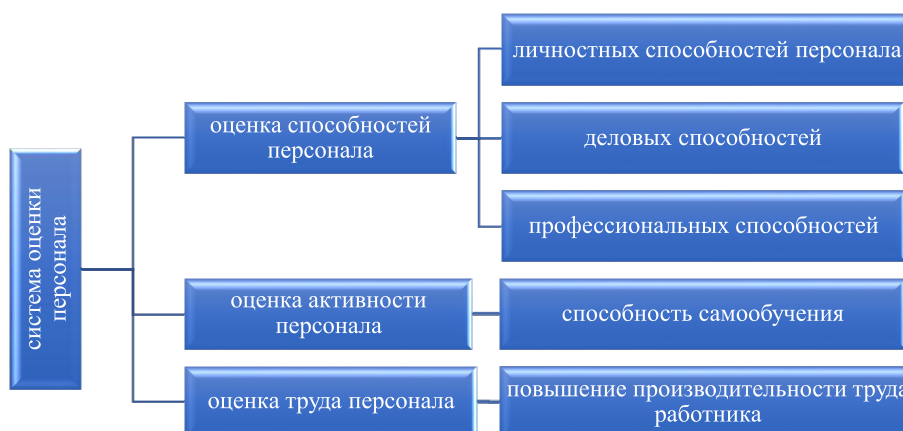 система оценки
персонала
оценка способностей
персонала
личностных способностей персонала
деловых способностей
профессиональных способностей
оценка активности
персонала
способность самообучения
оценка труда персонала
повышение производительности труда
работника